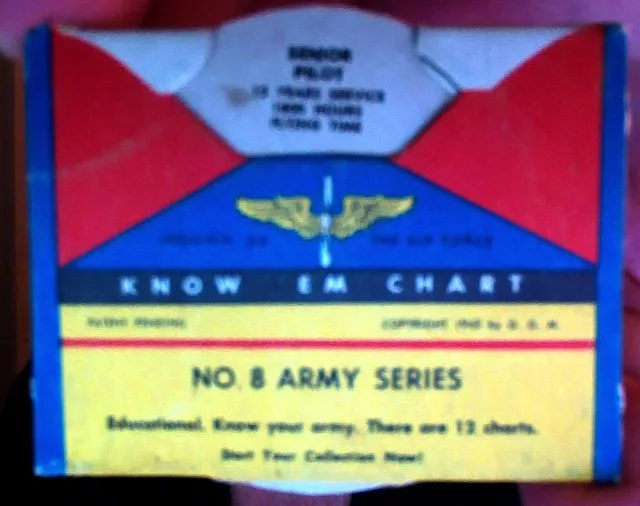 SENIOR
PILOT
15 YEARS SERVICE
HOURS
FLYING TIME
INSIGNIA OF THE AIR FORCE
KNOW 'EM CHART
PATENT PENDING COPYRIGHT by
NO. 8 ARMY SERIES
Educational. Know your army. There are 12 charts.
Start Your Collection Now!